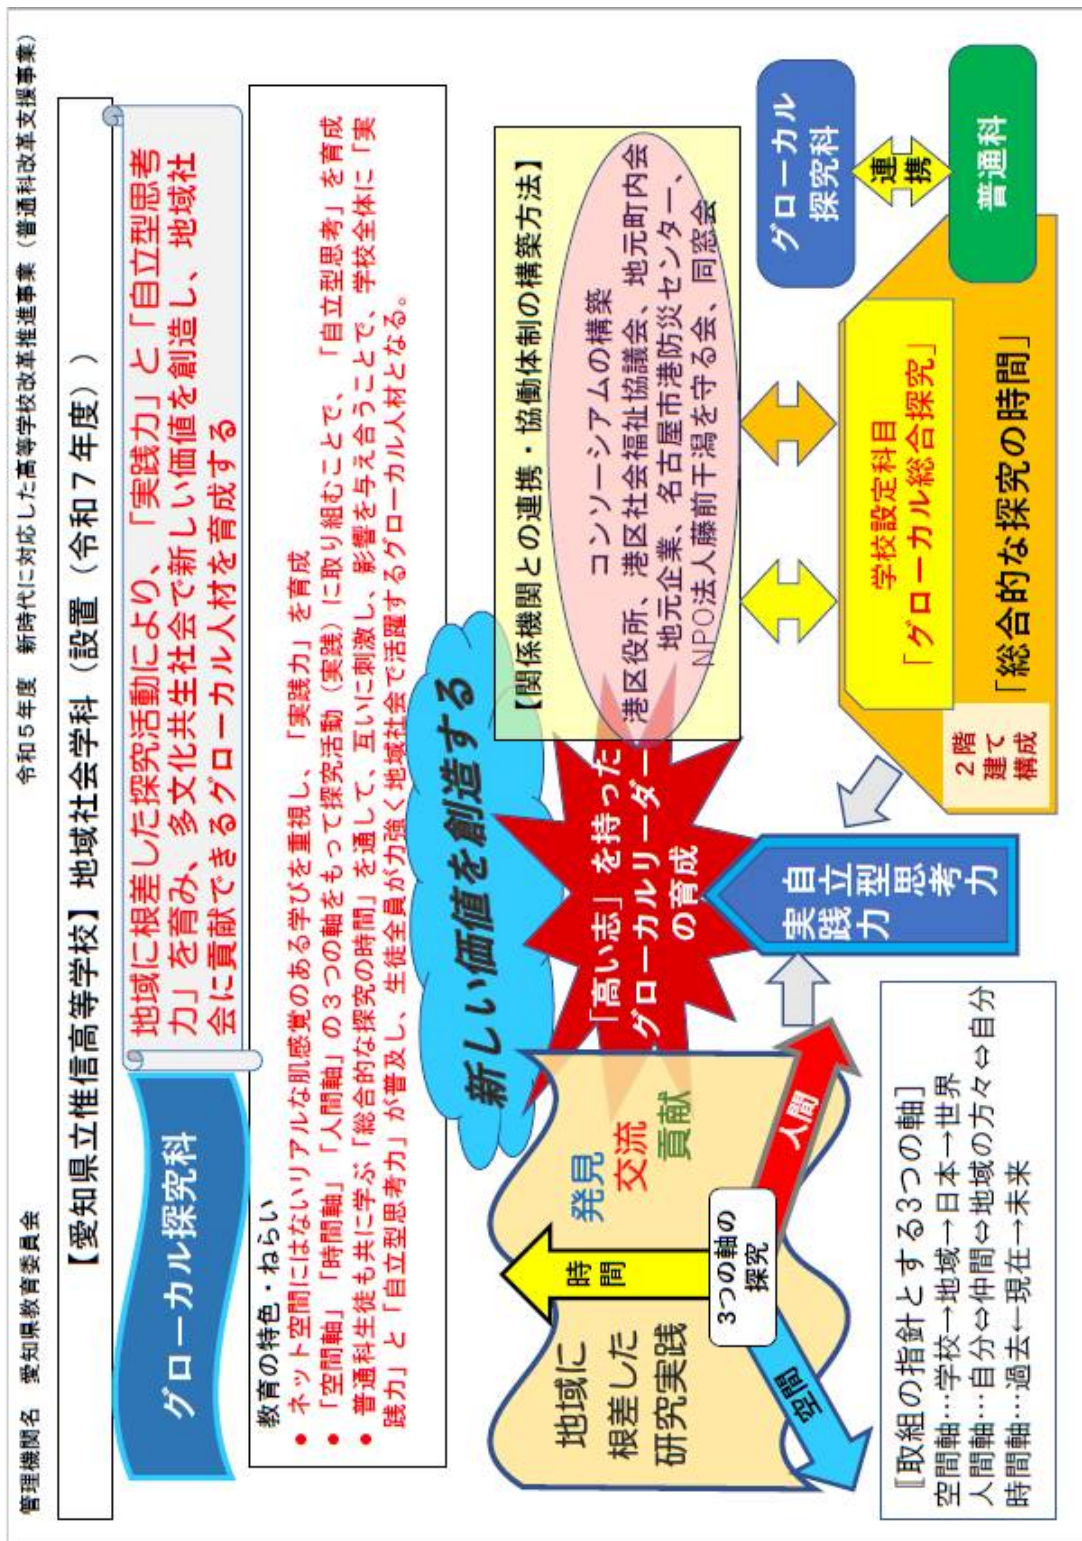 管理機関名　愛知県教育委員会
令和5年度　新時代に対応した高等学校改革推進事業（普通科改革支援事業）
【愛知県立惟信高等学校】地域社会学科（設置（令和7年度））
グローカル探究科
地域に根差した探究活動により、「実践力」と「自立型思考
力」を育み、多文化共生社会で新しい価値を創造し、地域社
会に貢献できるグローカル人材を育成する
教育の特色・ねらい
● ネット空間にはないリアルな肌感覚のある学びを重視し、「実践力」を育成
● 「空間軸」「時間軸」「人間軸」の３つの軸をもって探究活動（実践）に取り組むことで、「自立型思考」を育成
● 普通科生徒も共に学ぶ「総合的な探究の時間」を通して、互いに刺激し、影響を与え合うことで、学校全体に「実
践力」と「自立型思考力」が普及し、生徒全員が力強く地域社会で活躍するグローカル人材となる。
新しい価値を創造する
地域に
根差した
研究実践
発見
交流
貢献
時間
3つの軸の
探究
空間
人間
「高い志」を持った
グローカルリーダー
の育成
実践力
自立型思考力
〚取組の指針とする3つの軸〛
空間軸…学校→地域→日本→世界
人間軸…自分⇔仲間⇔地域の方々⇔自分
時間軸…過去←現在→未来
【関係機関との連携・協働体制の構築方法】
コンソーシアムの構築
港区役所、港区社会福祉協議会、地元町内会
地元企業、名古屋市港防災センター、
NPO法人藤前干潟を守る会、同窓会
学校設定科目
「グローカル総合探究」
「総合的な探究の時間」
２階
建て
構成
グローカル
探究科
連携
普通科